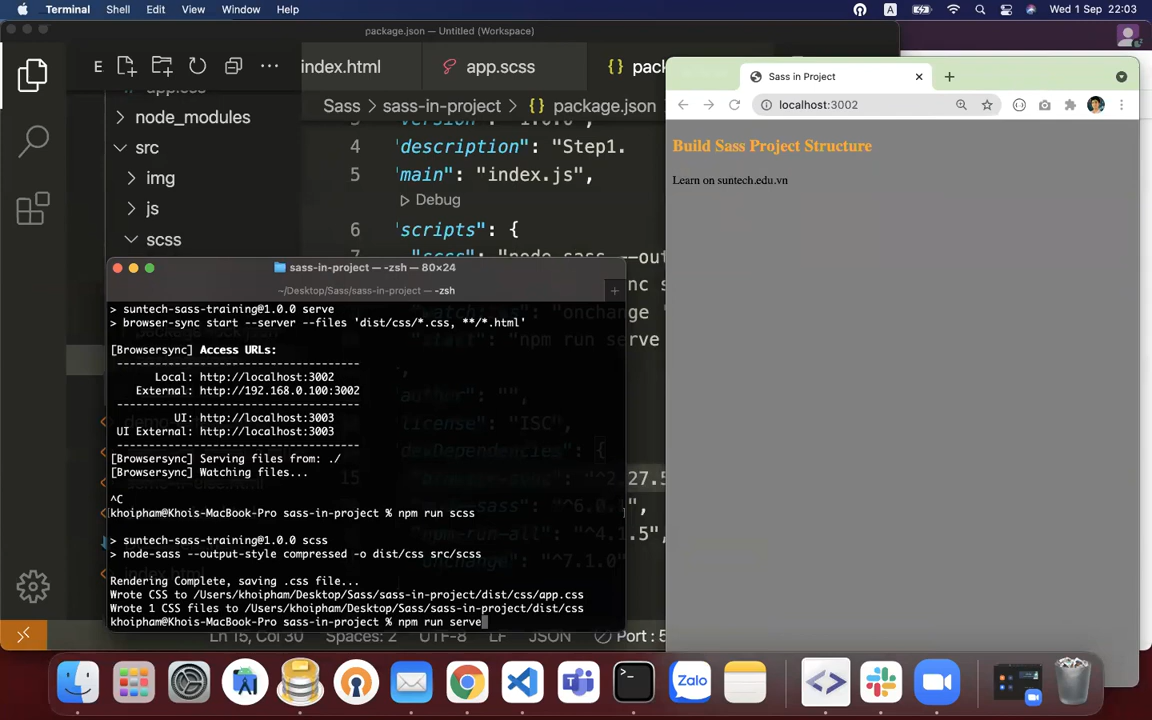 Terminal Shell Edit View Window Help A Wed 1 Sep 22:03
package.json — Untitled (Workspace)
E index.html app.scss
Sass > sass-in-project > {} package.json
node_modules
src
img
js
scss
4 "description": "Step1.
5 "main": "index.js",
Debug
6 "scripts": {
sass-in-project — -zsh — 80×24
~/Desktop/Sass/sass-in-project — -zsh
> suntech-sass-training@1.0.0 serve
> browser-sync start --server --files 'dist/css/*.css, **/*.html'
[Browsersync] Access URLs:
--------------------------------------
Local: http://localhost:3002
External: http://192.168.0.100:3002
--------------------------------------
UI: http://localhost:3003
UI External: http://localhost:3003
--------------------------------------
[Browsersync] Serving files from: ./
[Browsersync] Watching files...
^C
khoipham@Khois-MacBook-Pro sass-in-project % npm run scss
> suntech-sass-training@1.0.0 scss
> node-sass --output-style compressed -o dist/css src/scss
Rendering Complete, saving .css file...
Wrote CSS to /Users/khoipham/Desktop/Sass/sass-in-project/dist/css/app.css
Wrote 1 CSS files to /Users/khoipham/Desktop/Sass/sass-in-project/dist/css
khoipham@Khois-MacBook-Pro sass-in-project % npm run serve
Ln 15, Col 30 Spaces: 2 UTF-8 LF JSON Port : 5
Sass in Project
localhost:3002
Build Sass Project Structure
Learn on suntech.edu.vn
Zalo